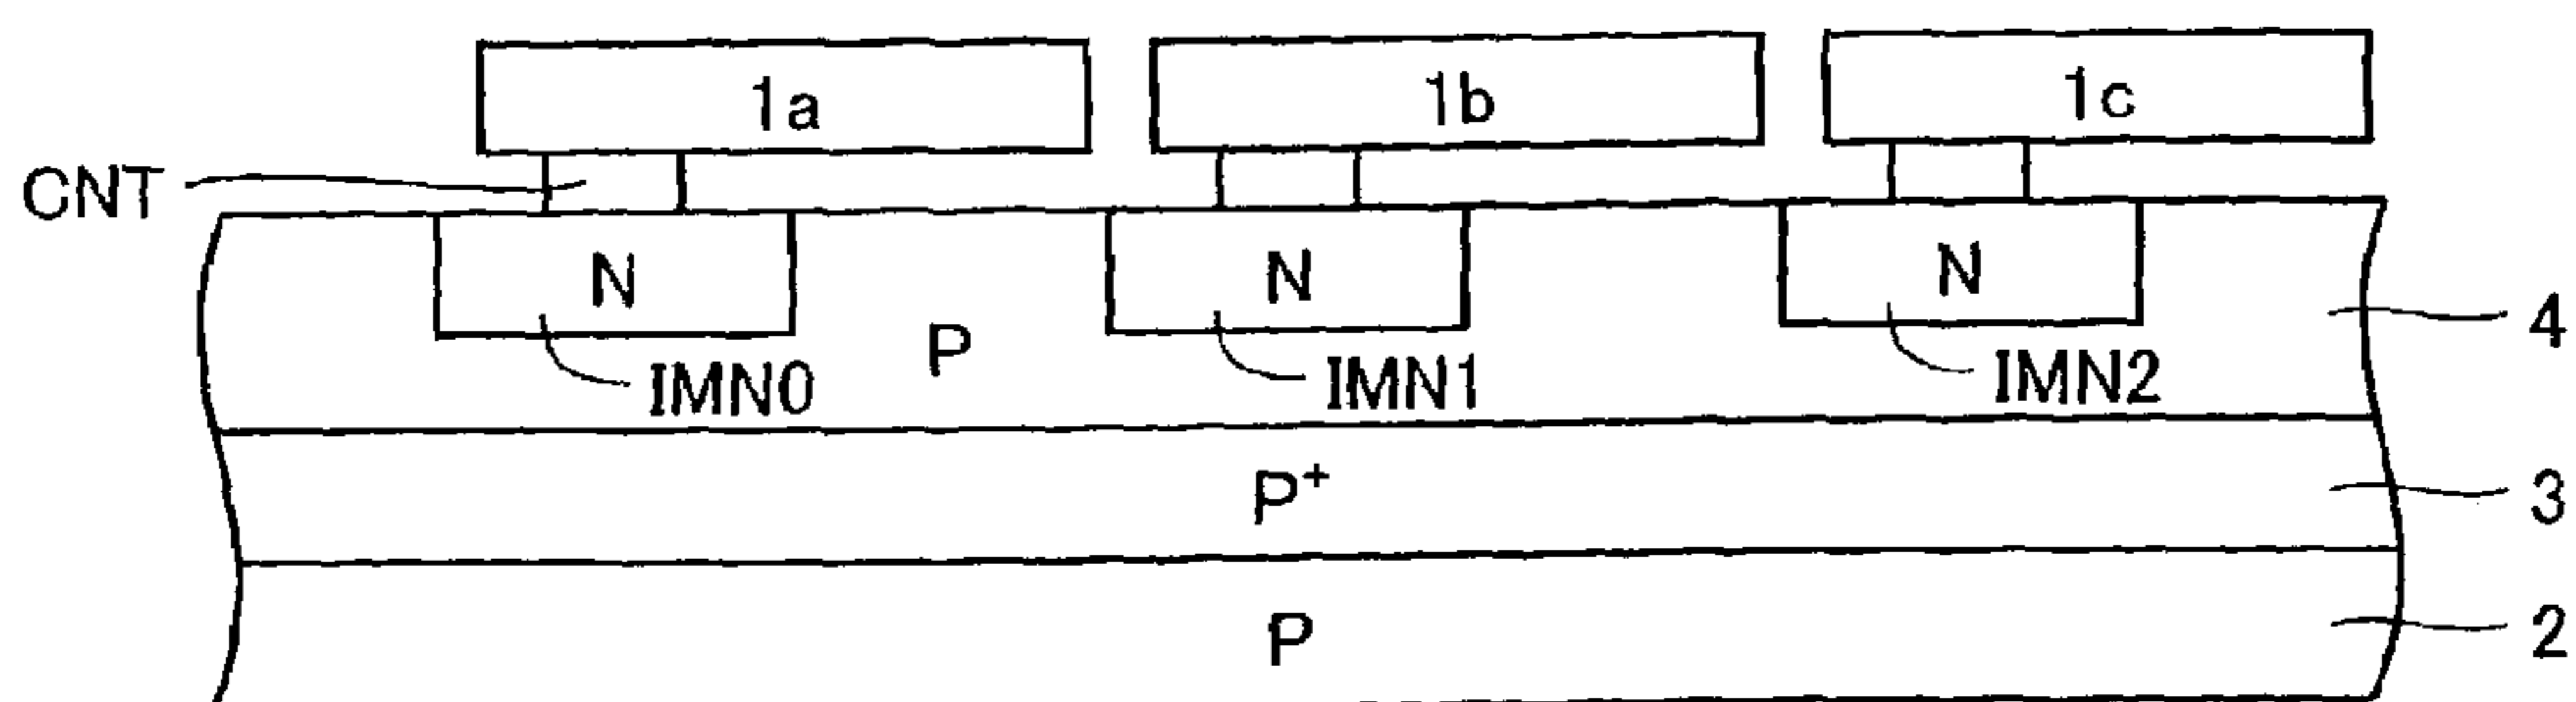 1a 1b 1c
CNT
N N N
4
P
IMN0 IMN1 IMN2
P⁺
3
P
2